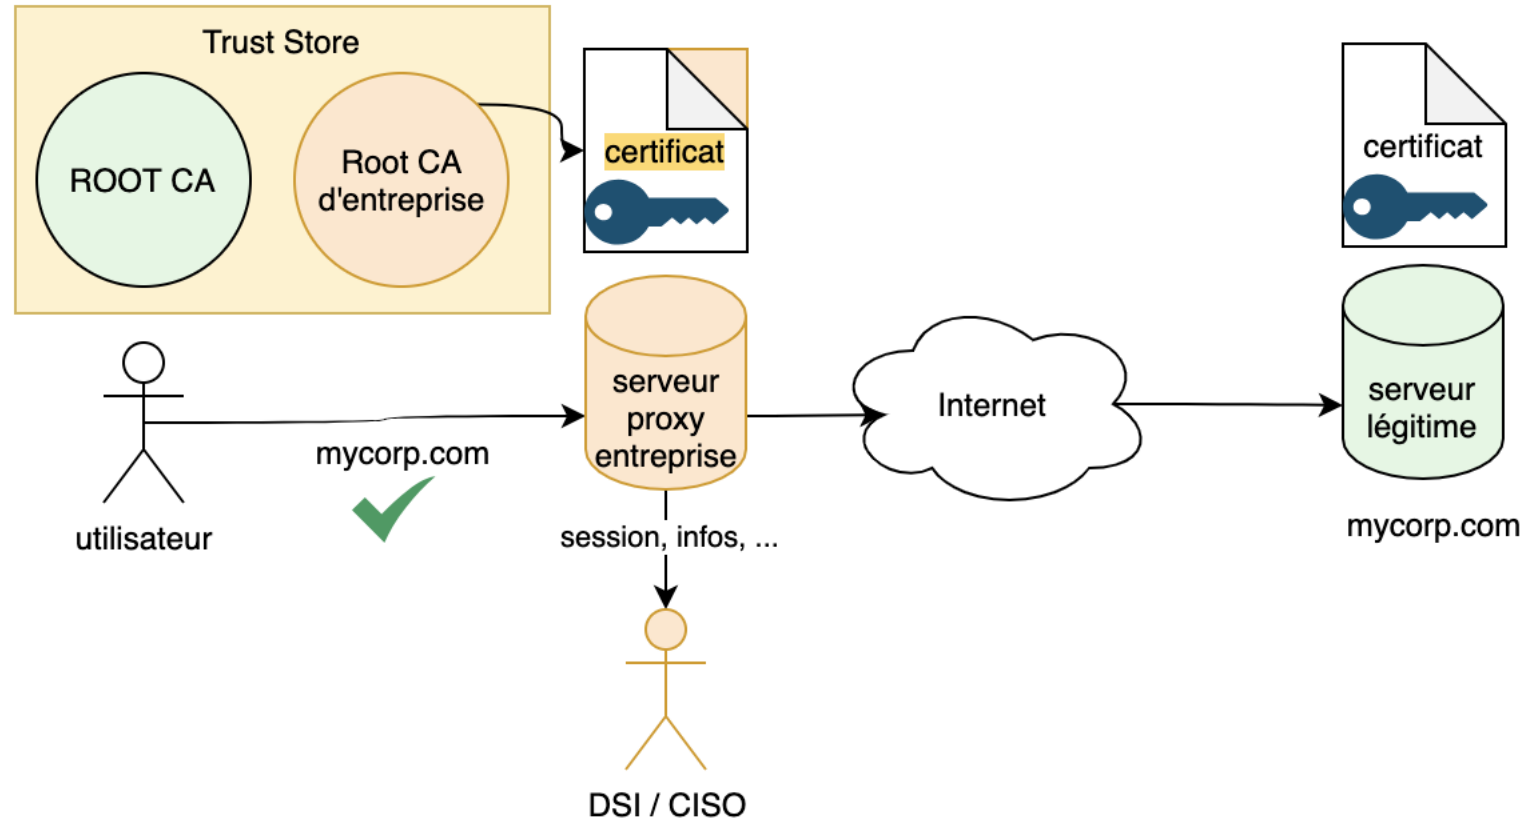 Trust Store
ROOT CA
Root CA
d'entreprise
certificat
certificat
serveur
proxy
entreprise
Internet
serveur
légitime
mycorp.com
utilisateur
session, infos, ...
mycorp.com
DSI / CISO